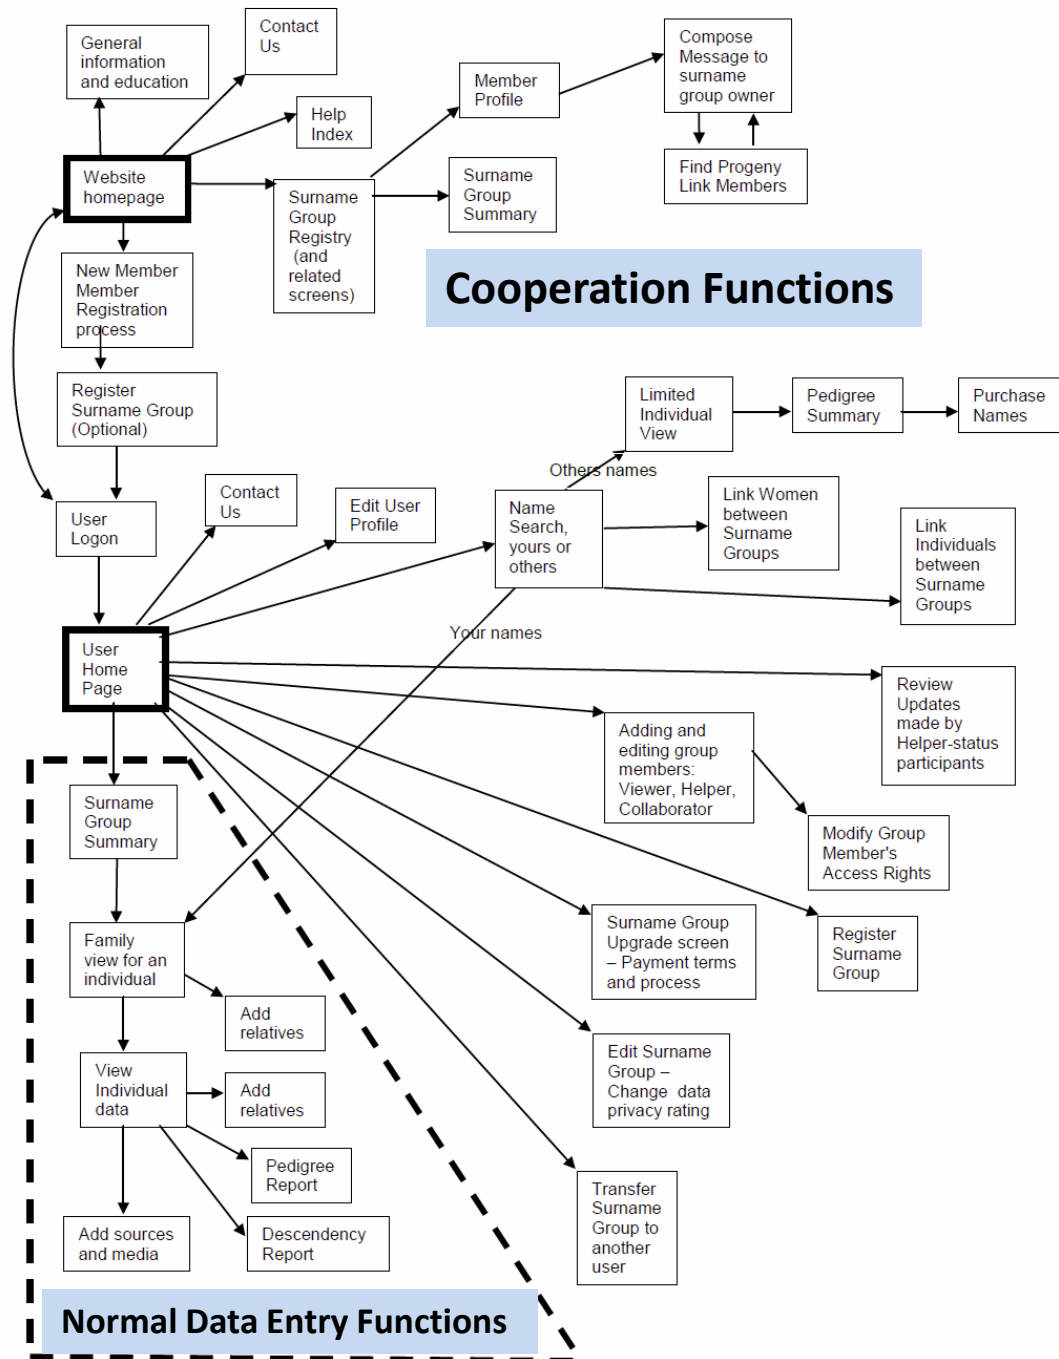 General
information
and education
Contact
Us
Help
Index
Member
Profile
Compose
Message to
surname
group owner
Website
homepage
Surname
Group
Registry
(and
related
screens)
Surname
Group
Summary
Find Progeny
Link Members
Cooperation Functions
New Member
Member
Registration
process
Register
Surname Group
(Optional)
User
Logon
Contact
Us
Edit User
Profile
Others names
Name
Search,
yours or
others
Limited
Individual
View
Pedigree
Summary
Purchase
Names
Link Women
between
Surname
Groups
Link
Individuals
between
Surname
Groups
Your names
User
Home
Page
Review
Updates
made by
Helper-status
participants
Adding and
editing group
members:
Viewer, Helper,
Collaborator
Modify Group
Member's
Access Rights
Surname
Group
Summary
Surname Group
Upgrade screen
– Payment terms
and process
Register
Surname
Group
Family
view for an
individual
Add
relatives
Edit Surname
Group –
Change data
privacy rating
View
Individual
data
Add
relatives
Pedigree
Report
Transfer
Surname
Group to
another
user
Add sources
and media
Descendency
Report
Normal Data Entry Functions